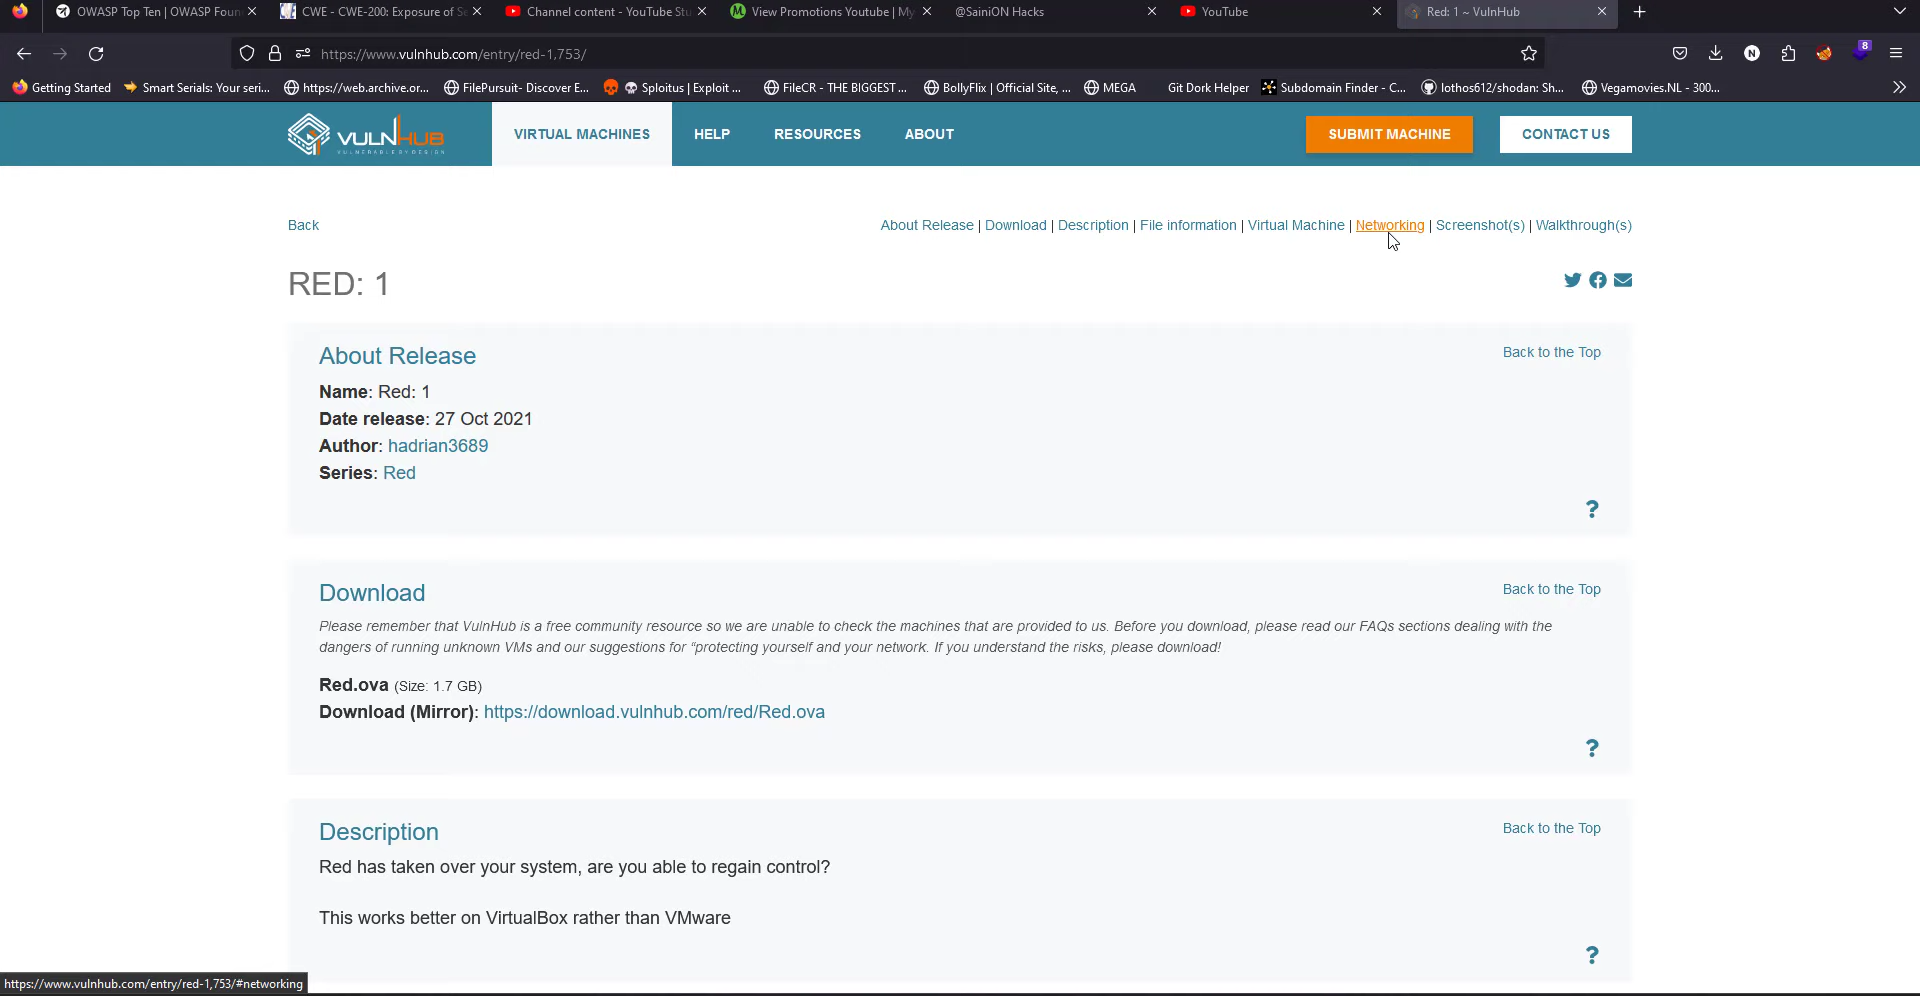 OWASP Top Ten | OWASP Foun
CWE - CWE-200: Exposure of Se
Channel content - YouTube Stu
View Promotions Youtube | My
@SainiON Hacks
YouTube
Red: 1 ~ VulnHub
https://www.vulnhub.com/entry/red-1,753/
N
8
Getting Started
Smart Serials: Your seri...
https://web.archive.or...
FilePursuit- Discover E...
Sploitus | Exploit ...
FileCR - THE BIGGEST ...
BollyFlix | Official Site, ...
MEGA
Git Dork Helper
Subdomain Finder - C...
lothos612/shodan: Sh...
Vegamovies.NL - 300...
VULNHUB
VULNERABLE BY DESIGN
VIRTUAL MACHINES
HELP
RESOURCES
ABOUT
SUBMIT MACHINE
CONTACT US
Back
About Release | Download | Description | File information | Virtual Machine | Networking | Screenshot(s) | Walkthrough(s)
RED: 1
About Release
Back to the Top
Name: Red: 1
Date release: 27 Oct 2021
Author: hadrian3689
Series: Red
?
Download
Back to the Top
Please remember that VulnHub is a free community resource so we are unable to check the machines that are provided to us. Before you download, please read our FAQs sections dealing with the
dangers of running unknown VMs and our suggestions for “protecting yourself and your network. If you understand the risks, please download!
Red.ova (Size: 1.7 GB)
Download (Mirror): https://download.vulnhub.com/red/Red.ova
?
Description
Back to the Top
Red has taken over your system, are you able to regain control?
This works better on VirtualBox rather than VMware
?
https://www.vulnhub.com/entry/red-1,753/#networking